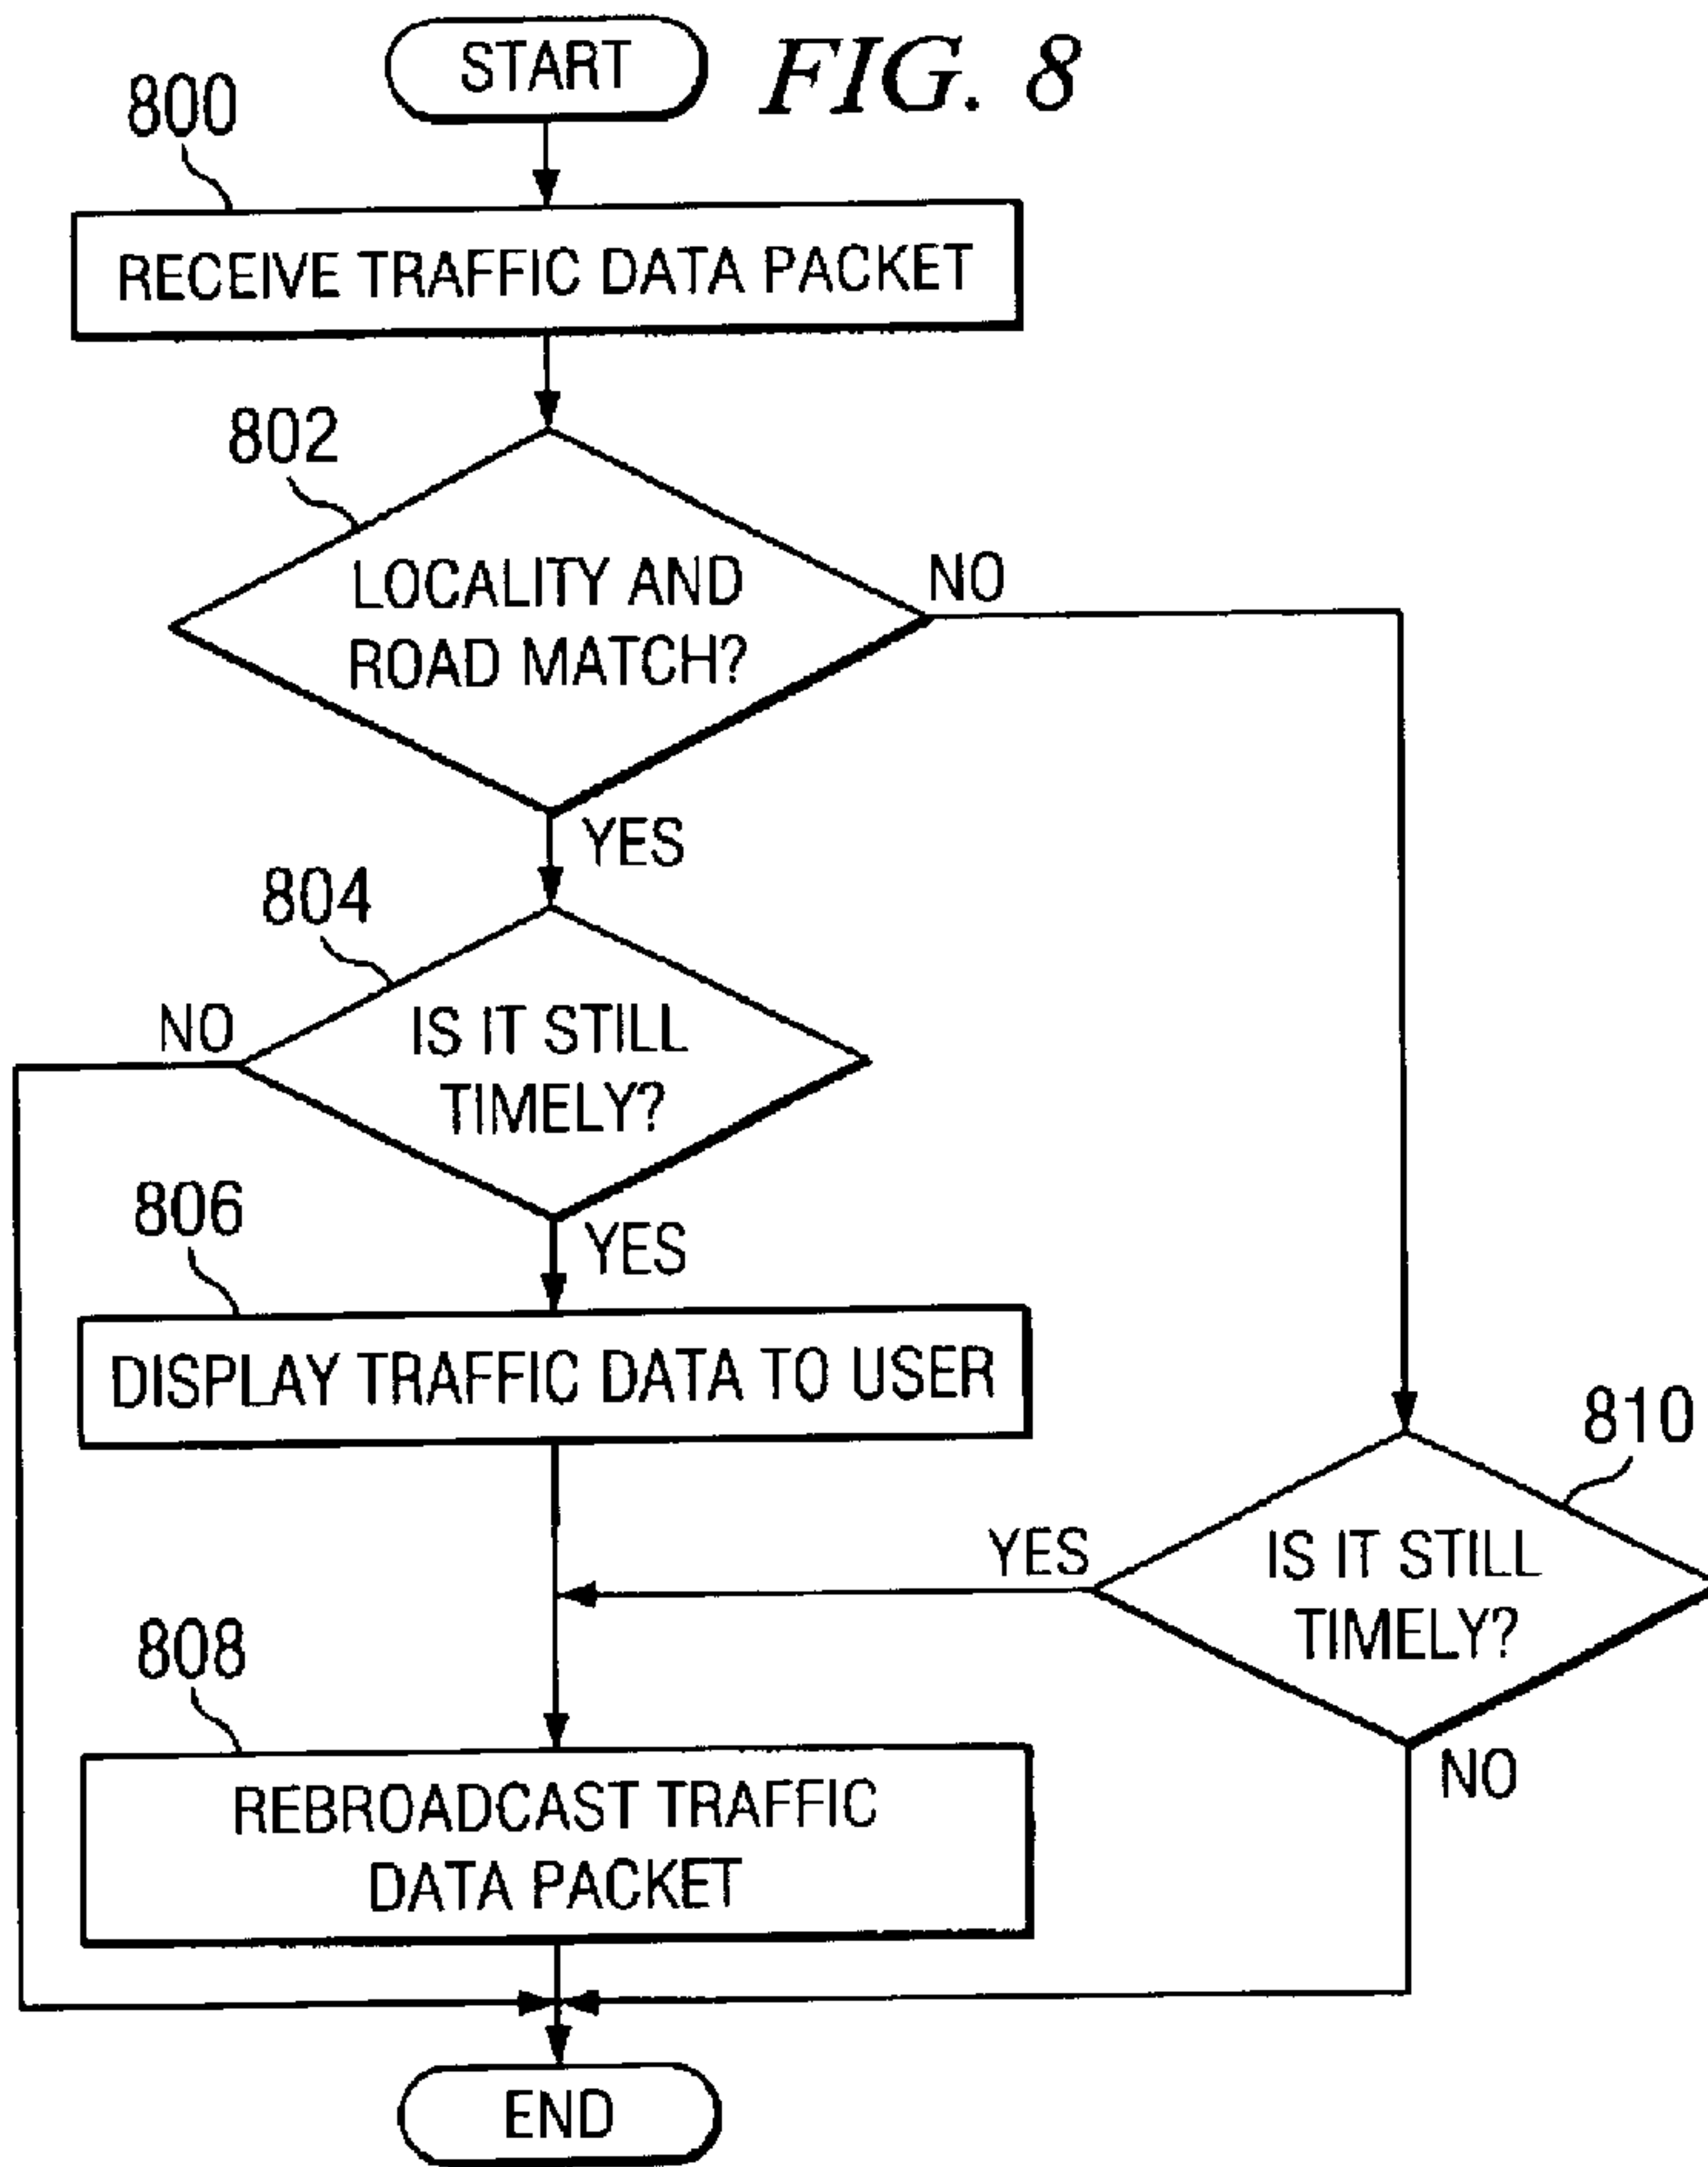 START
FIG. 8
800
RECEIVE TRAFFIC DATA PACKET
802
LOCALITY AND
ROAD MATCH?
NO
YES
804
NO
IS IT STILL
TIMELY?
806
YES
DISPLAY TRAFFIC DATA TO USER
810
YES
IS IT STILL
TIMELY?
808
NO
REBROADCAST TRAFFIC
DATA PACKET
END